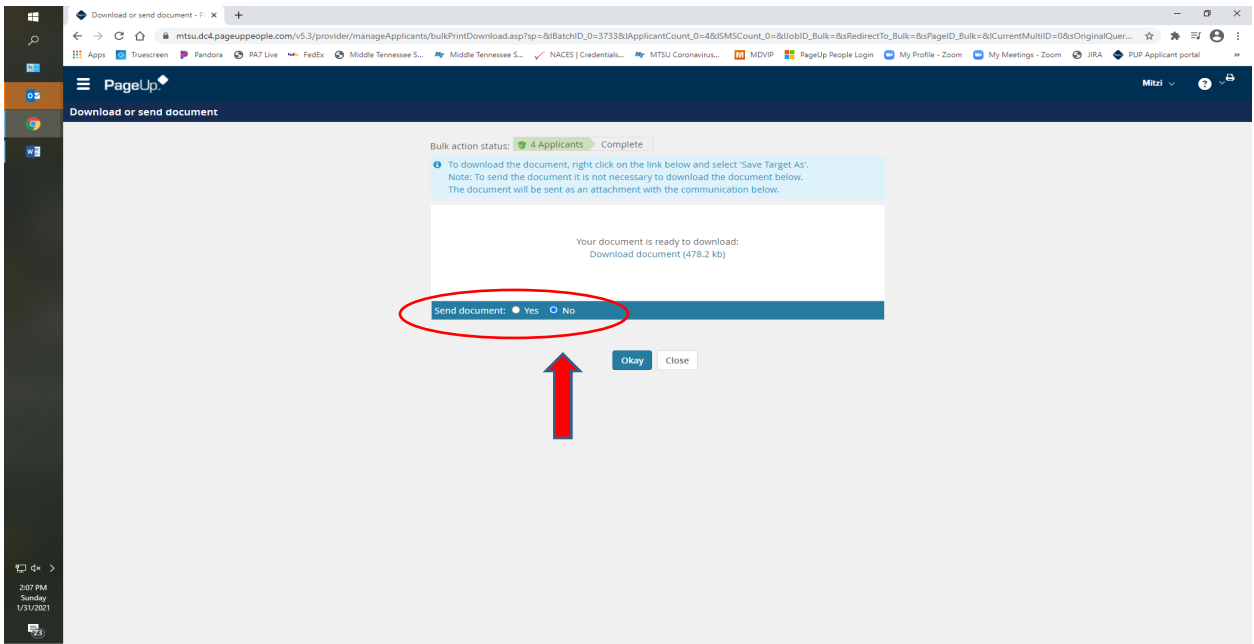 Download or send document - P
mtsu.dc4.pageuppeople.com/v5.3/provider/manageApplicants/bulkPrintDownload.asp?sp=&lBatchID_0=3733&lApplicantCount_0=4&lSMSCount_0=&lJobID_Bulk=&sRedirectTo_Bulk=&sPageID_Bulk=&lCurrentMultiID=0&sOriginalQuer...
Apps Truescreen Pandora PA7 Live FedEx Middle Tennessee S... Middle Tennessee S... NACES | Credentials... MTSU Coronavirus... MDVIP PageUp People Login My Profile - Zoom My Meetings - Zoom JIRA PUP Applicant portal »
PageUp.
Mitzi
Download or send document
Bulk action status: 4 Applicants Complete
To download the document, right click on the link below and select 'Save Target As'.
Note: To send the document it is not necessary to download the document below.
The document will be sent as an attachment with the communication below.
Your document is ready to download:
Download document (478.2 kb)
Send document: Yes No
Okay Close
2:07 PM
Sunday
1/31/2021
23